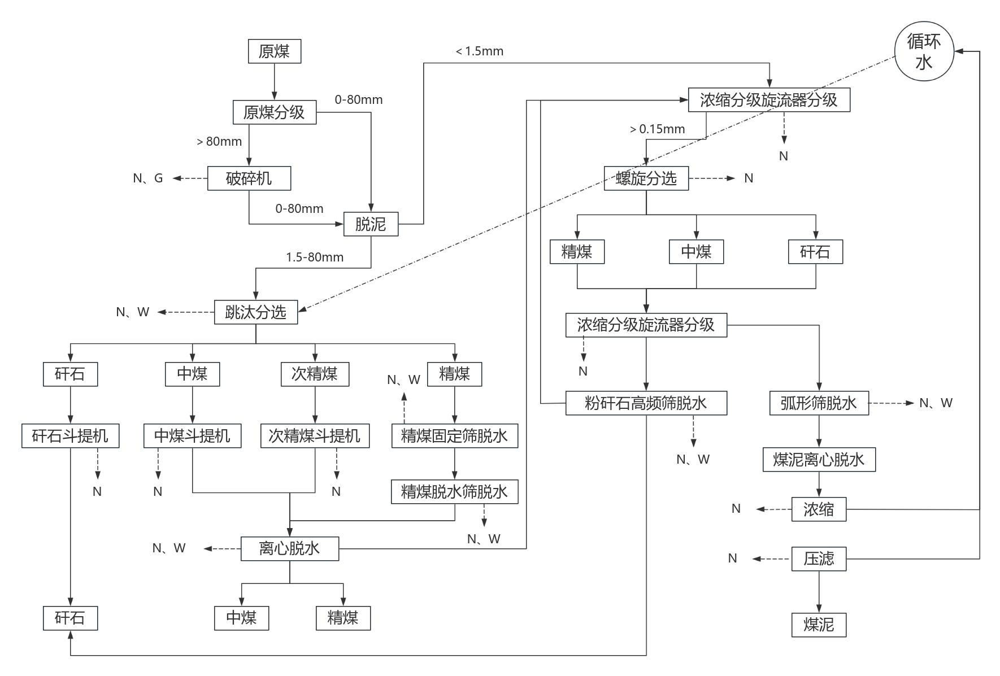 循环
水
原煤
< 1.5mm
浓缩分级旋流器分级
0-80mm
原煤分级
> 80mm
> 0.15mm
N
N、G
破碎机
螺旋分选
N
0-80mm
脱泥
精煤
中煤
矸石
1.5-80mm
N、W
跳汰分选
浓缩分级旋流器分级
N
矸石
中煤
次精煤
精煤
N、W
粉矸石高频筛脱水
弧形筛脱水
N、W
矸石斗提机
中煤斗提机
次精煤斗提机
精煤固定筛脱水
N、W
煤泥离心脱水
N
N
N
精煤脱水筛脱水
N
浓缩
N、W
N、W
离心脱水
N
压滤
矸石
中煤
精煤
煤泥